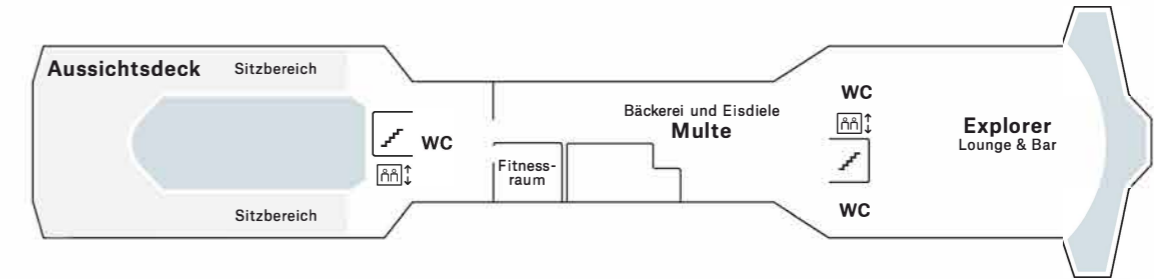 Aussichtsdeck
Sitzbereich
Sitzbereich
WC
Fitness-
raum
Bäckerei und Eisdiele
Multe
WC
WC
Explorer
Lounge & Bar